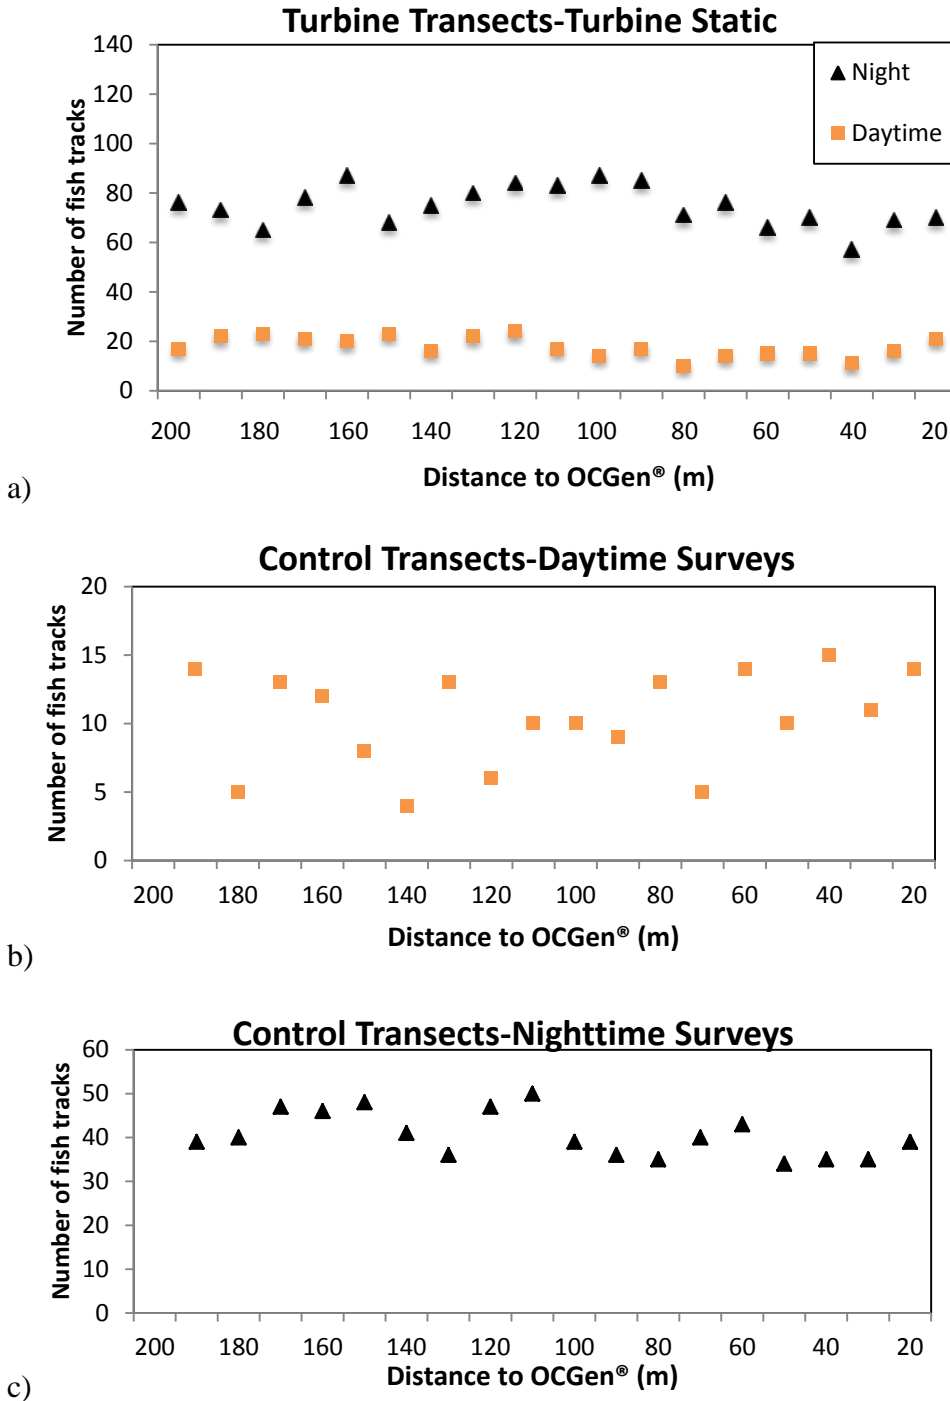 Turbine Transects-Turbine Static
140
120
100
80
60
40
20
0
Number of fish tracks
Night
Daytime
200 180 160 140 120 100 80 60 40 20
Distance to OCGen® (m)
a)
Control Transects-Daytime Surveys
20
15
10
5
0
Number of fish tracks
200 180 160 140 120 100 80 60 40 20
Distance to OCGen® (m)
b)
Control Transects-Nighttime Surveys
60
50
40
30
20
10
0
Number of fish tracks
200 180 160 140 120 100 80 60 40 20
Distance to OCGen® (m)
c)